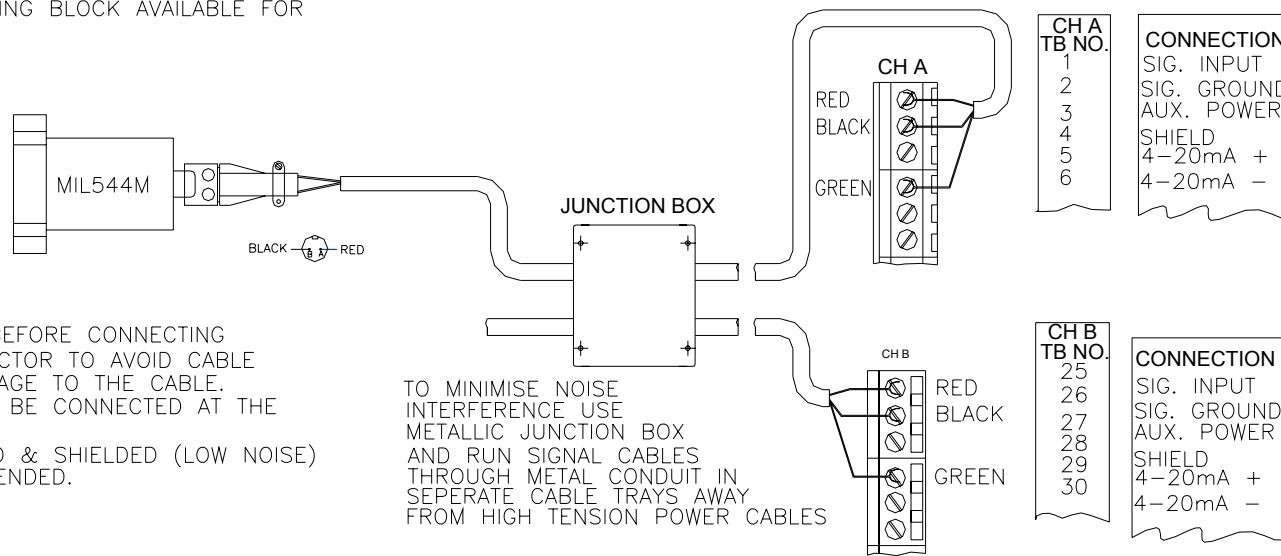 ING BLOCK AVAILABLE FOR
MIL544M
BLACK B A RED
JUNCTION BOX
CH A
RED
BLACK
GREEN
CH A
TB NO.
1
2
3
4
5
6
CONNECTION
SIG. INPUT
SIG. GROUND
AUX. POWER
SHIELD
4-20mA +
4-20mA -
BEFORE CONNECTING
CTOR TO AVOID CABLE
AGE TO THE CABLE.
BE CONNECTED AT THE
D & SHIELDED (LOW NOISE)
ENDED.
TO MINIMISE NOISE
INTERFERENCE USE
METALLIC JUNCTION BOX
AND RUN SIGNAL CABLES
THROUGH METAL CONDUIT IN
SEPERATE CABLE TRAYS AWAY
FROM HIGH TENSION POWER CABLES
CH B
RED
BLACK
GREEN
CH B
TB NO.
25
26
27
28
29
30
CONNECTION
SIG. INPUT
SIG. GROUND
AUX. POWER
SHIELD
4-20mA +
4-20mA -